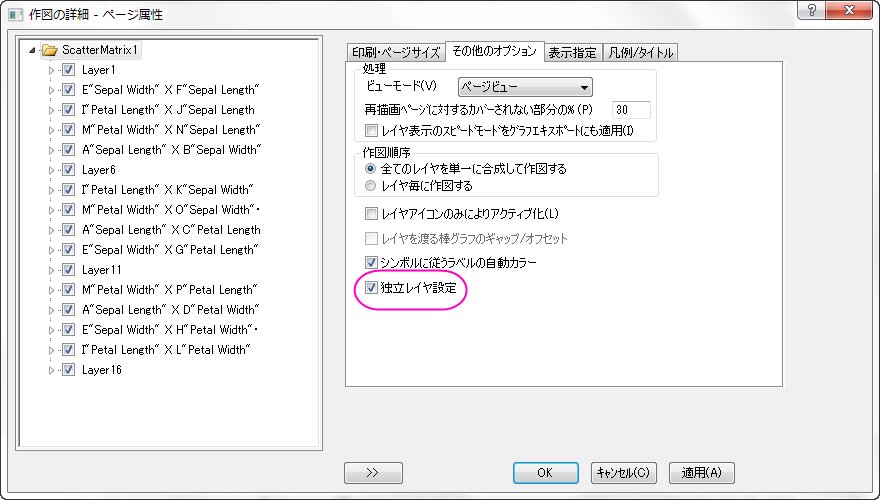 作図の詳細 - ページ属性
ScatterMatrix1
Layer1
E"Sepal Width" X F"Sepal Length"
I"Petal Length" X J"Sepal Length
M"Petal Width" X N"Sepal Length)
A"Sepal Length" X B"Sepal Width"
Layer6
I"Petal Length" X K"Sepal Width"
M"Petal Width" X O"Sepal Width"･
A"Sepal Length" X C"Petal Length
E"Sepal Width" X G"Petal Length"
Layer11
M"Petal Width" X P"Petal Length)
A"Sepal Length" X D"Petal Width"
E"Sepal Width" X H"Petal Width"･
I"Petal Length" X L"Petal Width"
Layer16
印刷・ページサイズ
その他のオプション
表示指定
凡例/タイトル
処理
ビューモード(V)
ページビュー
再描画ページに対するカバーされない部分の% (P)
30
レイヤ表示のスピードモードをグラフエキスポートにも適用(I)
作図順序
全てのレイヤを単一に合成して作図する
レイヤ毎に作図する
レイヤアイコンのみによりアクティブ化(L)
レイヤを渡る棒グラフのギャップ/オフセット
シンボルに従うラベルの自動カラー
独立レイヤ設定
>>
OK
キャンセル(C)
適用(A)